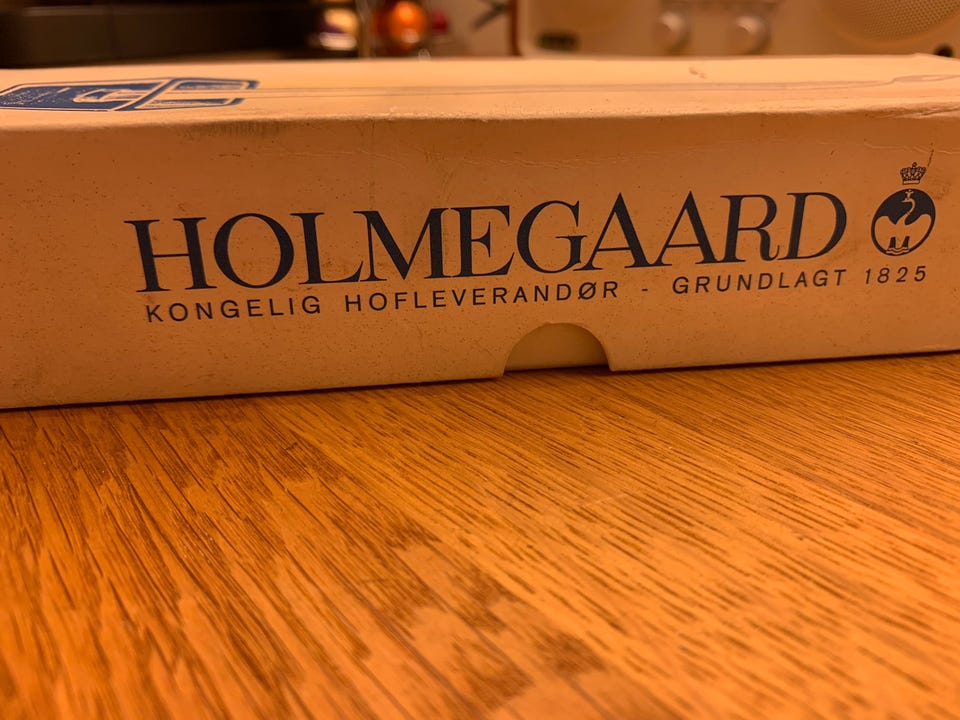 HOLMEGAARD
KONGELIG HOFLEVERANDØR - GRUNDLAGT 1825